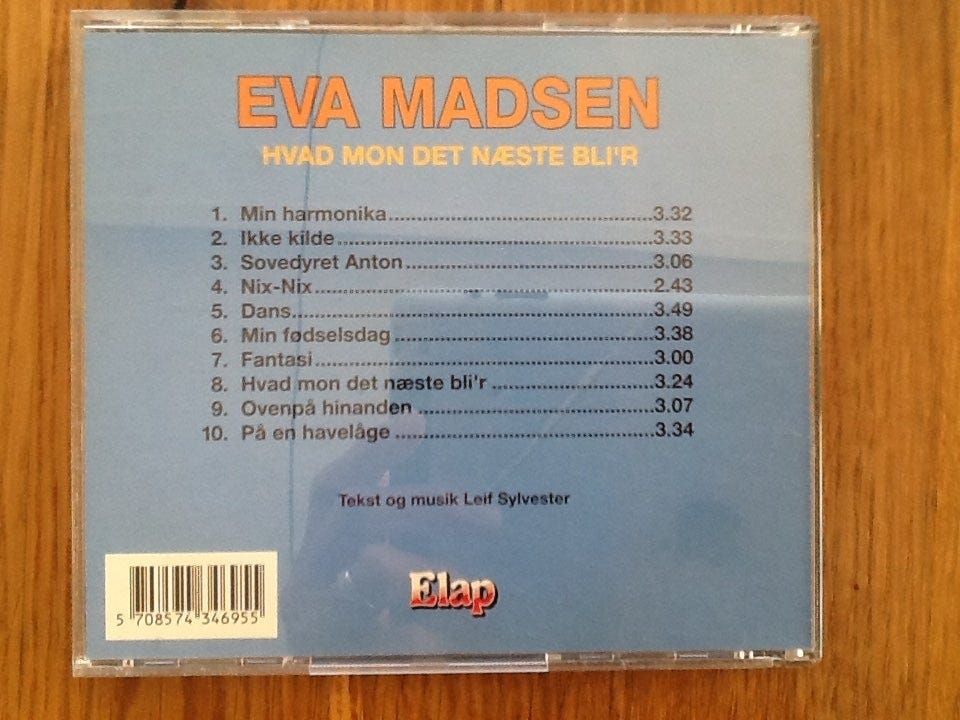 EVA MADSEN
HVAD MON DET NÆSTE BLI'R
1. Min harmonika....................................................3.32
2. Ikke kilde..............................................................3.33
3. Sovedyret Anton.................................................3.06
4. Nix-Nix...................................................................2.43
5. Dans.......................................................................3.49
6. Min fødselsdag...................................................3.38
7. Fantasi...................................................................3.00
8. Hvad mon det næste bli'r................................3.24
9. Ovenpå hinanden..............................................3.07
10. På en havelåge...................................................3.34
Tekst og musik Leif Sylvester
Elap
5 708574 346955